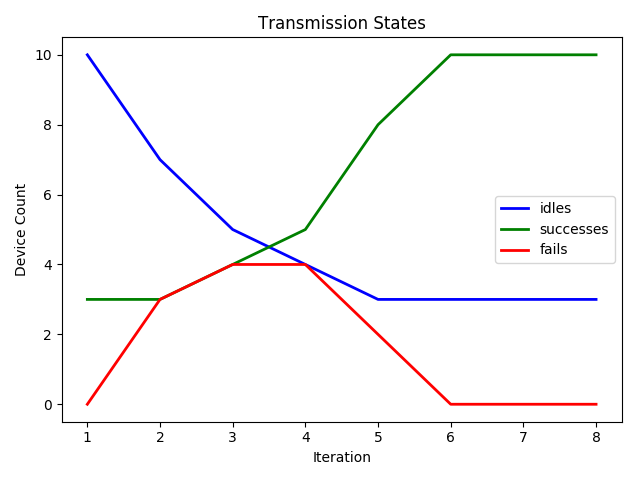 Transmission States
Device Count
10
8
6
4
2
0
idles
successes
fails
1 2 3 4 5 6 7 8
Iteration